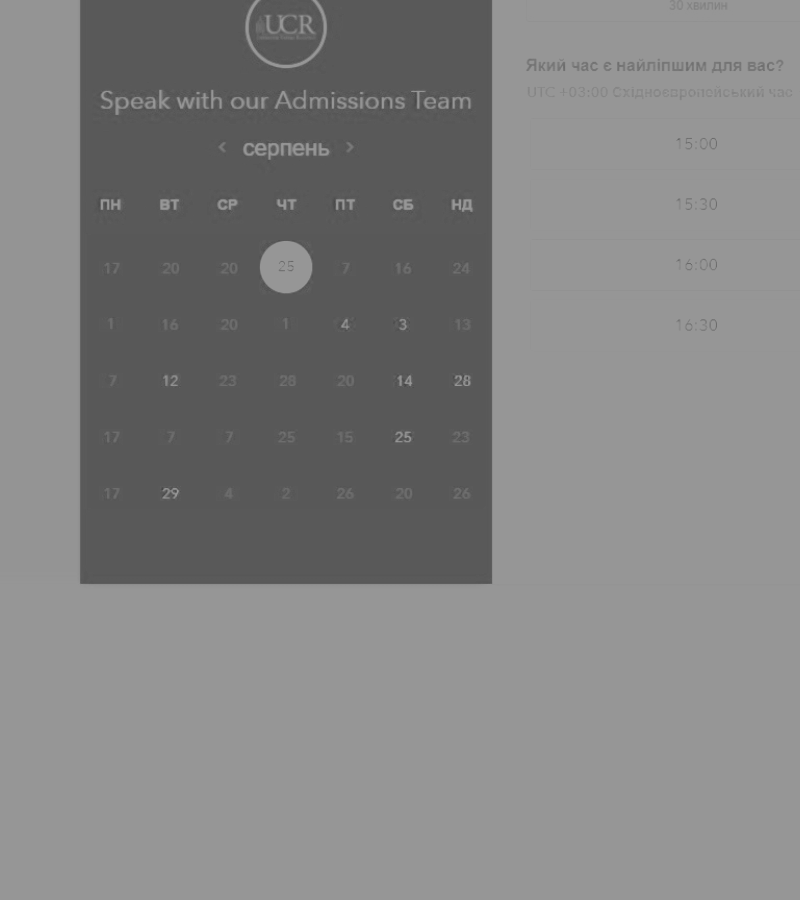 UCR
Speak with our Admissions Team
< серпень >
ПН ВТ СР ЧТ ПТ СБ НД
17 20 20 25 7 16 24
1 16 20 1 4 3 13
7 12 23 28 20 14 28
17 7 7 25 15 25 23
17 29 4 2 26 20 26
30 хвилин
Який час є найліпшим для вас?
UTC +03:00 Східноєвропейський час
15:00
15:30
16:00
16:30